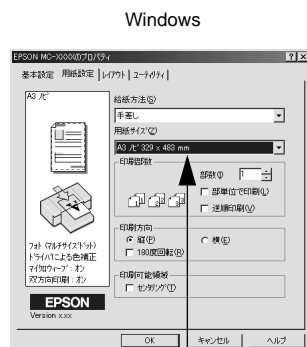 Windows
EPSON MC-XXXXのプロパティ
基本設定 用紙設定 レイアウト ユーティリティ
A3 ノビ
給紙方法(S)
手差し
用紙サイズ(Z)
A3 ノビ 329 x 483 mm
印刷部数
部数(I) 1
部単位で印刷(L)
逆順印刷(V)
印刷方向
縦(P) 横(E)
180度回転(R)
印刷可能領域
センタリング(T)
フォト (マルチサイズドット)
ドライバによる色補正
マイクロウィーブ: オン
双方向印刷: オン
EPSON
Version x.xx
OK キャンセル ヘルプ